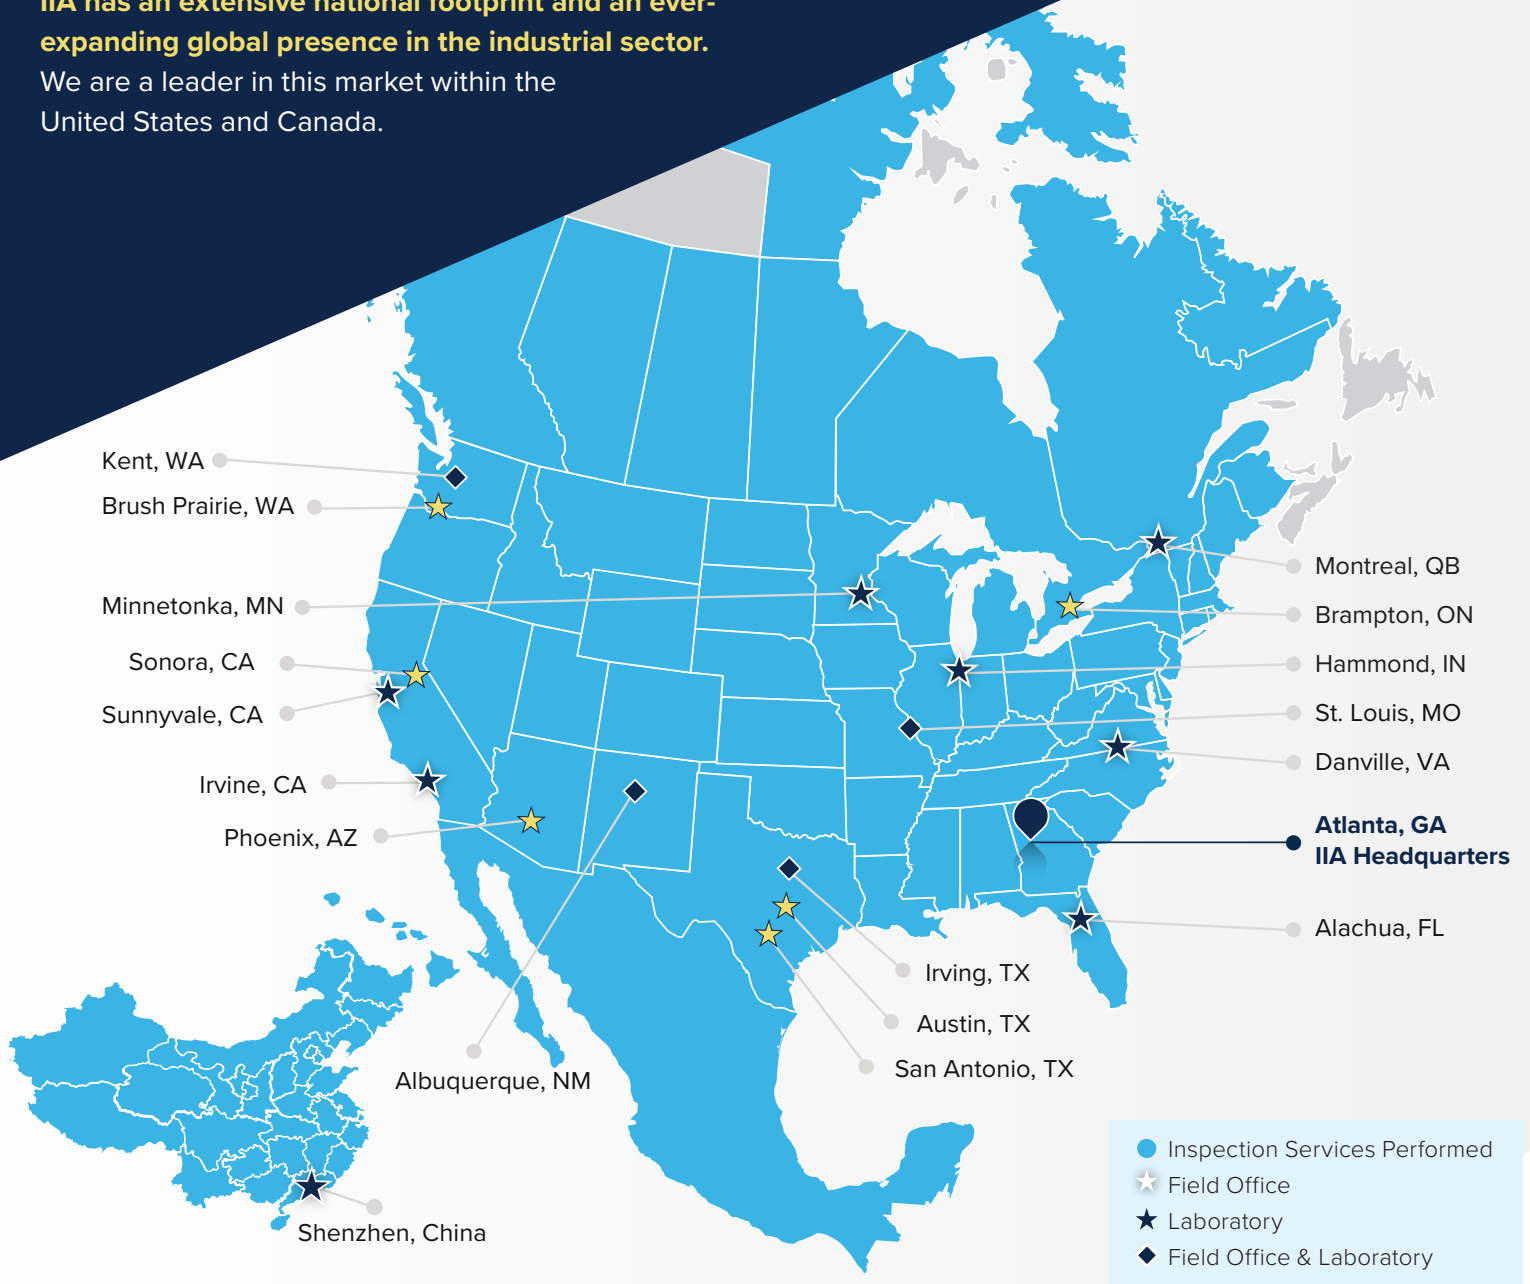 IIA has an extensive national footprint and an ever-
expanding global presence in the industrial sector.
We are a leader in this market within the
United States and Canada.
Kent, WA
Brush Prairie, WA
Minnetonka, MN
Sonora, CA
Sunnyvale, CA
Irvine, CA
Phoenix, AZ
Albuquerque, NM
Shenzhen, China
Montreal, QB
Brampton, ON
Hammond, IN
St. Louis, MO
Danville, VA
Atlanta, GA
IIA Headquarters
Alachua, FL
Irving, TX
Austin, TX
San Antonio, TX
Inspection Services Performed
Field Office
Laboratory
Field Office & Laboratory